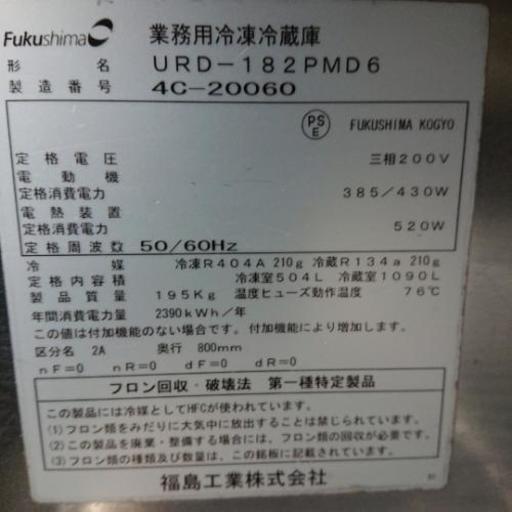 Fukushima 業務用冷凍冷蔵庫
形名 URD-182PMD6
製造番号 4C-20060
PSE FUKUSHIMA KOGYO
定格電圧 三相200V
電動機
定格消費電力 385/430W
電熱装置
定格消費電力 520W
定格周波数 50/60Hz
冷媒 冷凍R404A 210g 冷蔵R134a 210g
定格内容積 冷凍室504L 冷蔵室1090L
製品質量 195Kg 温度ヒューズ動作温度 76℃
年間消費電力量 2390kWh/年
この値は付加機能のない場合です。付加機能により増加します。
区分名 2A 奥行 800mm
nF=0 nR=0 dF=0 dR=0
フロン回収・破壊法 第一種特定製品
この製品には冷媒としてHFCが使われています。
(1)フロン類をみだりに大気中に放出することは禁じられています。
(2)この製品を廃棄・整備する場合には、フロン類の回収が必要です。
(3)フロン類の種類及び数量は、この銘板に記載されています。
福島工業株式会社